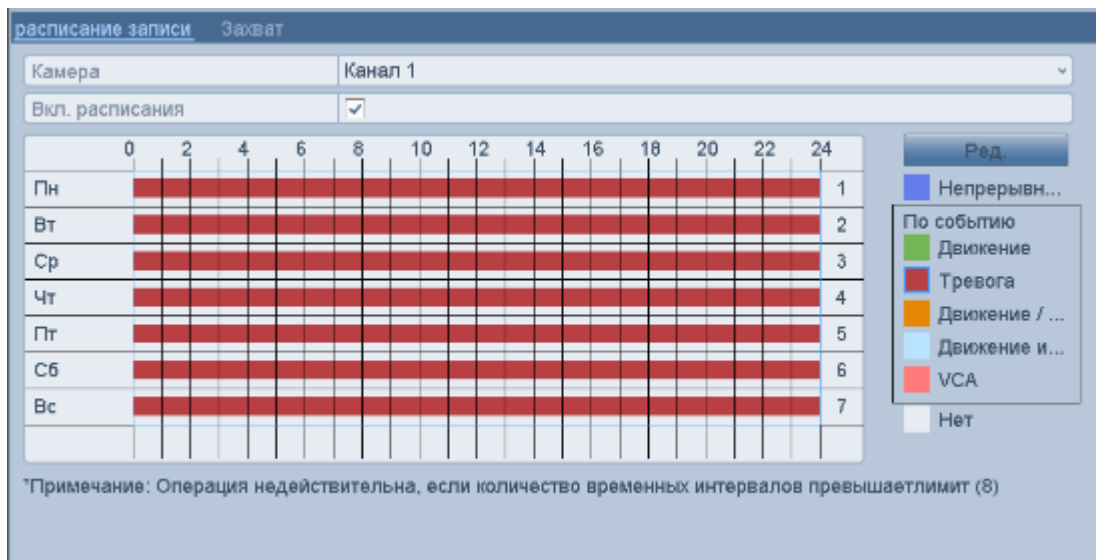 расписание записи Захват
Камера Канал 1
Вкл. расписания
0 2 4 6 8 10 12 14 16 18 20 22 24
Ред.
Пн 1
Непрерывн...
Вт 2
По событию
Движение
Ср 3
Тревога
Чт 4
Движение / ...
Пт 5
Движение и...
Сб 6
VCA
Вс 7
Нет
*Примечание: Операция недействительна, если количество временных интервалов превышаетлимит (8)